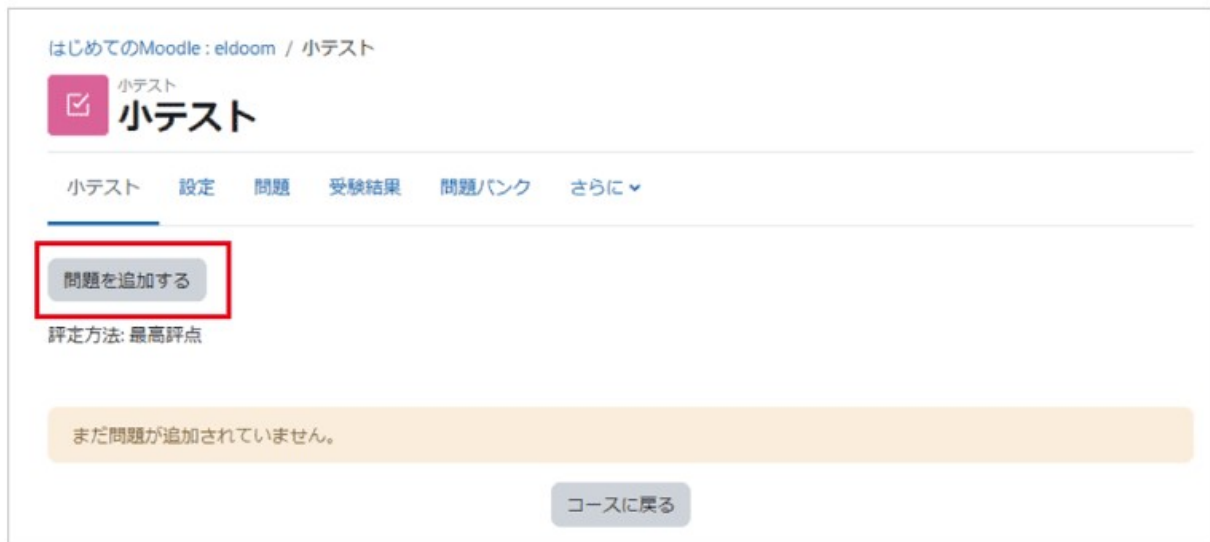 はじめてのMoodle : eldoom / 小テスト
小テスト
小テスト
小テスト 設定 問題 受験結果 問題バンク さらに
問題を追加する
評定方法: 最高評点
まだ問題が追加されていません。
コースに戻る